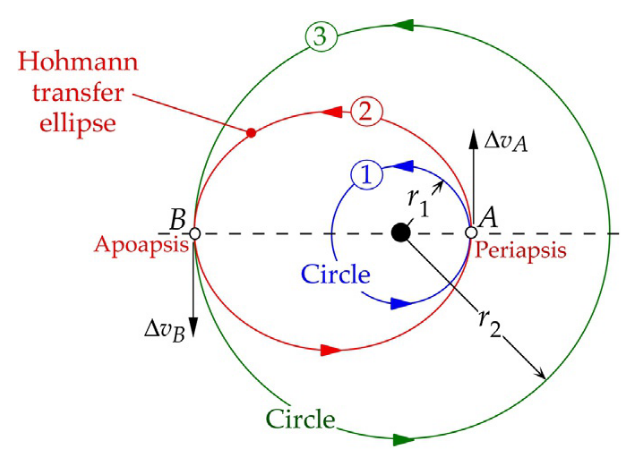 3
Hohmann
transfer
ellipse
2
1
Δv_A
r_1
B
A
Apoapsis
Periapsis
Circle
r_2
Δv_B
Circle